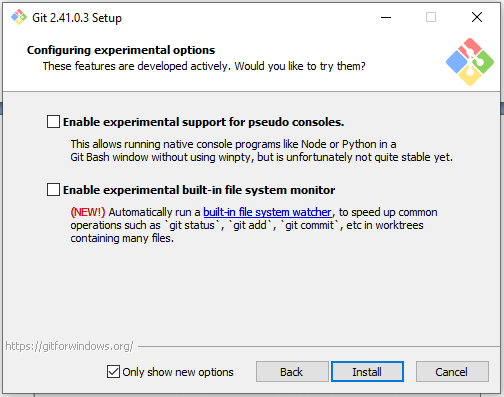 Git 2.41.0.3 Setup
Configuring experimental options
These features are developed actively. Would you like to try them?
Enable experimental support for pseudo consoles.
This allows running native console programs like Node or Python in a
Git Bash window without using winpty, but is unfortunately not quite stable yet.
Enable experimental built-in file system monitor
(NEW!) Automatically run a built-in file system watcher, to speed up common
operations such as `git status`, `git add`, `git commit`, etc in worktrees
containing many files.
https://gitforwindows.org/
Only show new options
Back
Install
Cancel